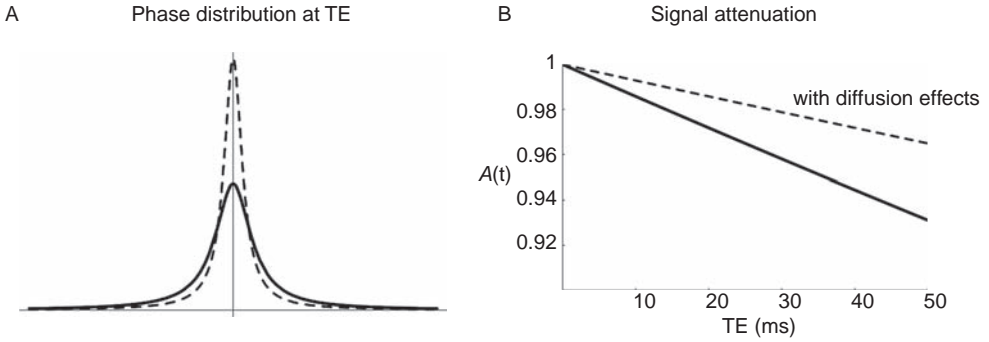 A
Phase distribution at TE
B
Signal attenuation
1
0.98
0.96
0.94
0.92
A(t)
with diffusion effects
10
20
30
40
50
TE (ms)